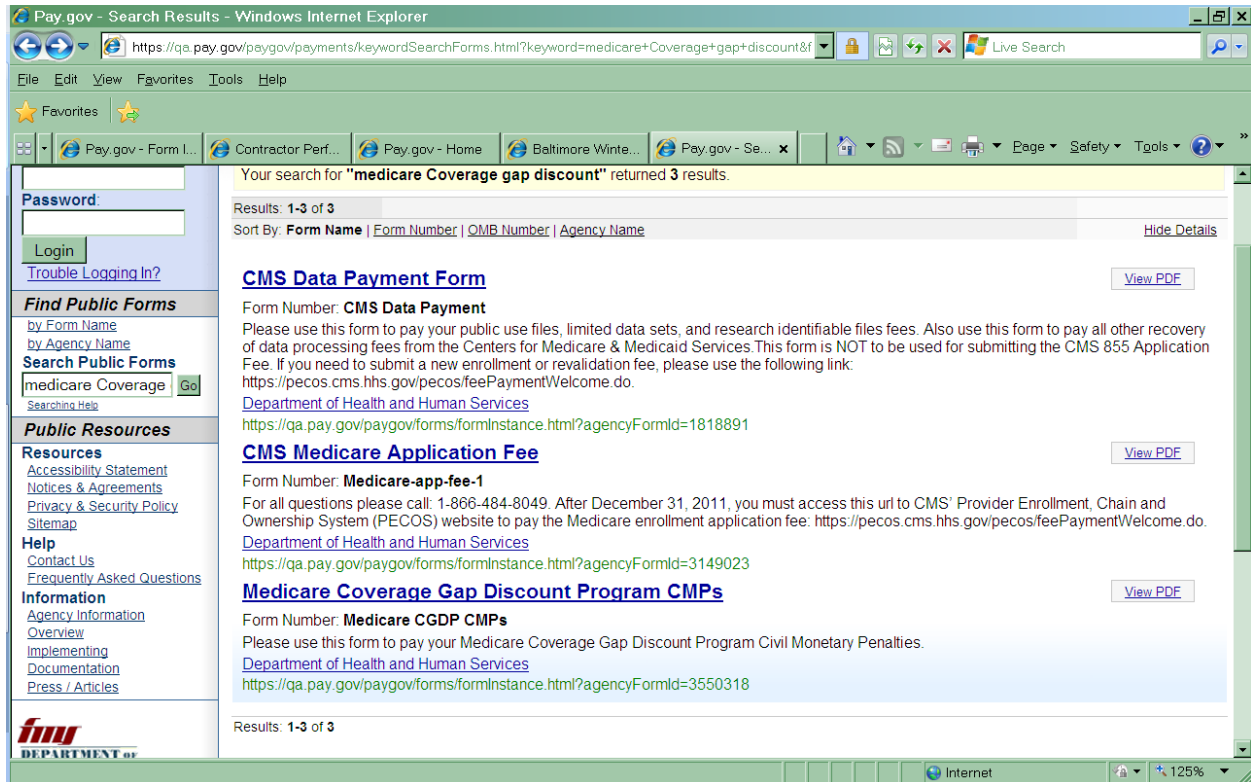 Pay.gov - Search Results - Windows Internet Explorer
https://qa.pay.gov/paygov/payments/keywordSearchForms.html?keyword=medicare+Coverage+gap+discount&f
Live Search
File Edit View Favorites Tools Help
Favorites
Pay.gov - Form I... Contractor Perf... Pay.gov - Home Baltimore Winte... Pay.gov - Se... x Page Safety Tools »
Your search for "medicare Coverage gap discount" returned 3 results.
Password:
Login
Trouble Logging In?
Find Public Forms
by Form Name
by Agency Name
Search Public Forms
medicare Coverage Go
Searching Help
Public Resources
Resources
Accessibility Statement
Notices & Agreements
Privacy & Security Policy
Sitemap
Help
Contact Us
Frequently Asked Questions
Information
Agency Information
Overview
Implementing
Documentation
Press / Articles
fmy
DEPARTMENT OF
Results: 1-3 of 3
Sort By: Form Name | Form Number | OMB Number | Agency Name Hide Details
CMS Data Payment Form View PDF
Form Number: CMS Data Payment
Please use this form to pay your public use files, limited data sets, and research identifiable files fees. Also use this form to pay all other recovery
of data processing fees from the Centers for Medicare & Medicaid Services.This form is NOT to be used for submitting the CMS 855 Application
Fee. If you need to submit a new enrollment or revalidation fee, please use the following link:
https://pecos.cms.hhs.gov/pecos/feePaymentWelcome.do.
Department of Health and Human Services
https://qa.pay.gov/paygov/forms/formInstance.html?agencyFormId=1818891
CMS Medicare Application Fee View PDF
Form Number: Medicare-app-fee-1
For all questions please call: 1-866-484-8049. After December 31, 2011, you must access this url to CMS' Provider Enrollment, Chain and
Ownership System (PECOS) website to pay the Medicare enrollment application fee: https://pecos.cms.hhs.gov/pecos/feePaymentWelcome.do.
Department of Health and Human Services
https://qa.pay.gov/paygov/forms/formInstance.html?agencyFormId=3149023
Medicare Coverage Gap Discount Program CMPs View PDF
Form Number: Medicare CGDP CMPs
Please use this form to pay your Medicare Coverage Gap Discount Program Civil Monetary Penalties.
Department of Health and Human Services
https://qa.pay.gov/paygov/forms/formInstance.html?agencyFormId=3550318
Results: 1-3 of 3
Internet 125%